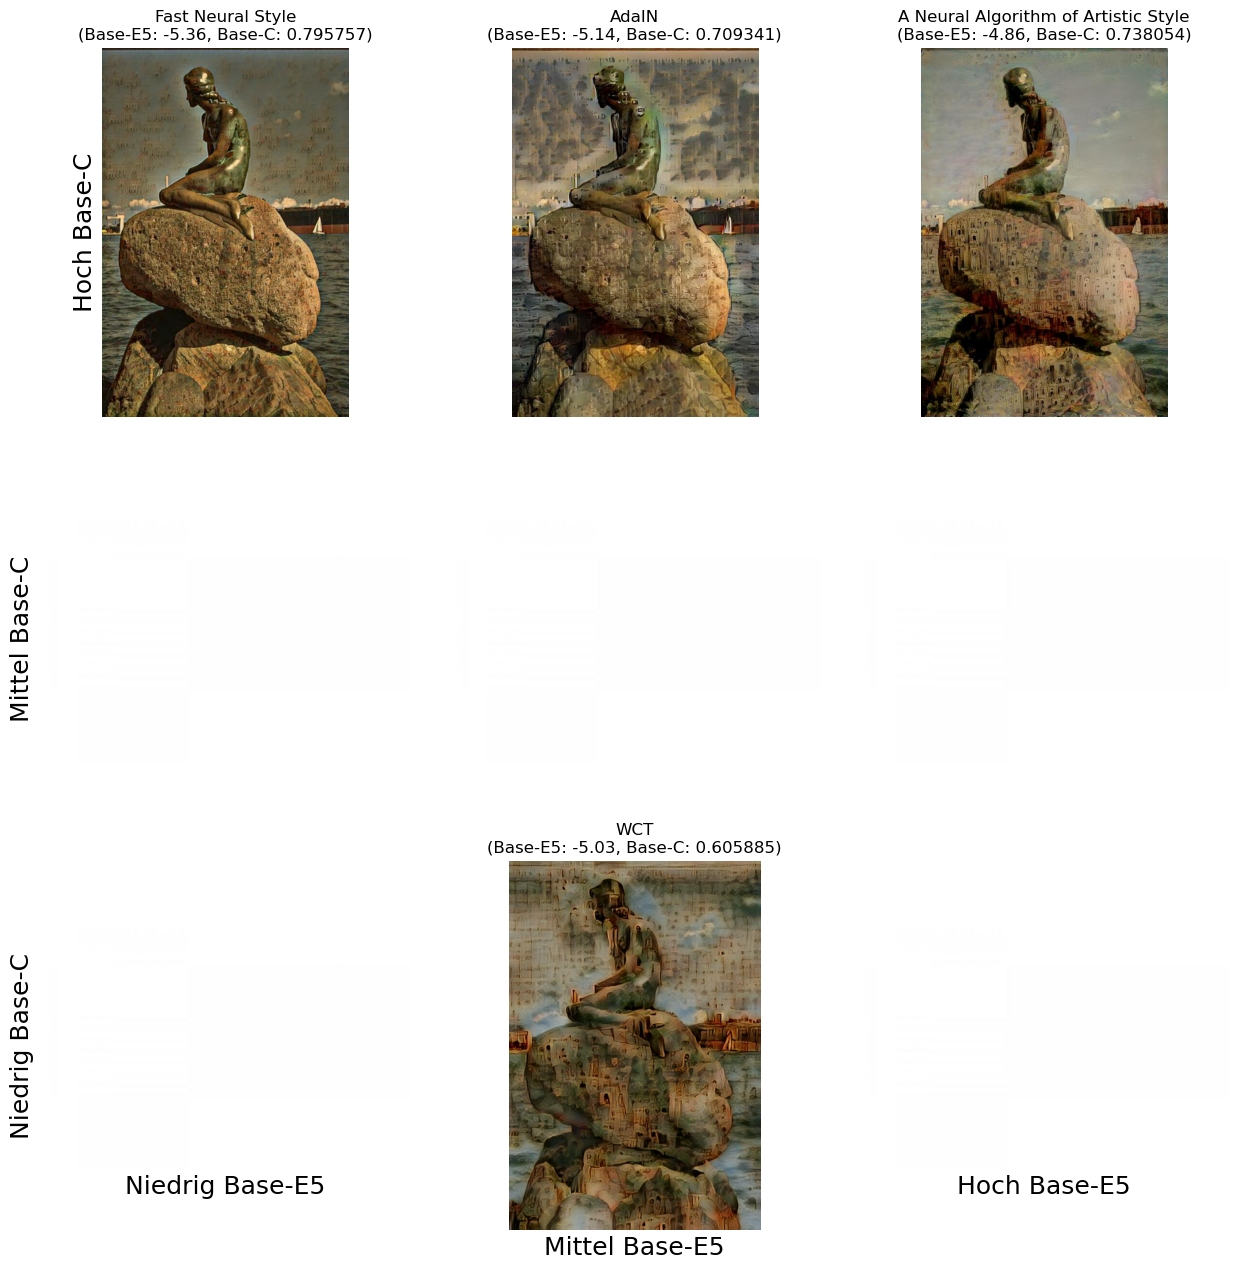 Fast Neural Style
(Base-E5: -5.36, Base-C: 0.795757)
AdaIN
(Base-E5: -5.14, Base-C: 0.709341)
A Neural Algorithm of Artistic Style
(Base-E5: -4.86, Base-C: 0.738054)
Hoch Base-C
Mittel Base-C
WCT
(Base-E5: -5.03, Base-C: 0.605885)
Niedrig Base-C
Niedrig Base-E5
Mittel Base-E5
Hoch Base-E5